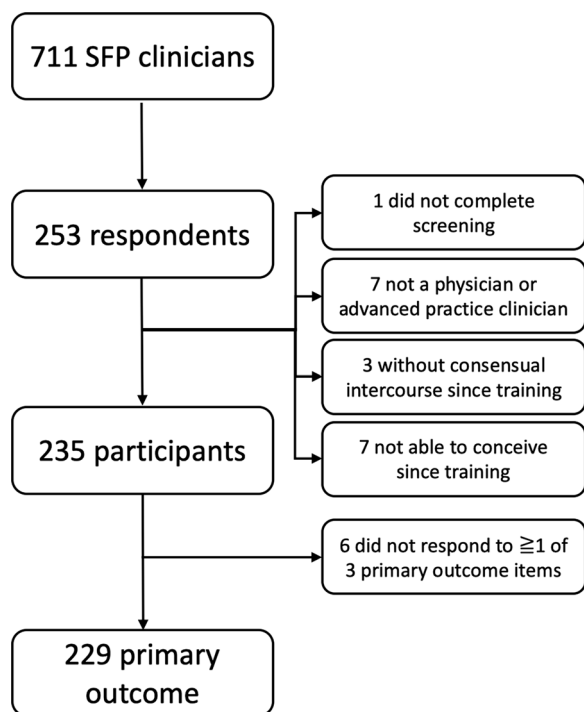 711 SFP clinicians
253 respondents
1 did not complete
screening
7 not a physician or
advanced practice clinician
3 without consensual
intercourse since training
7 not able to conceive
since training
235 participants
6 did not respond to ≧1 of
3 primary outcome items
229 primary
outcome